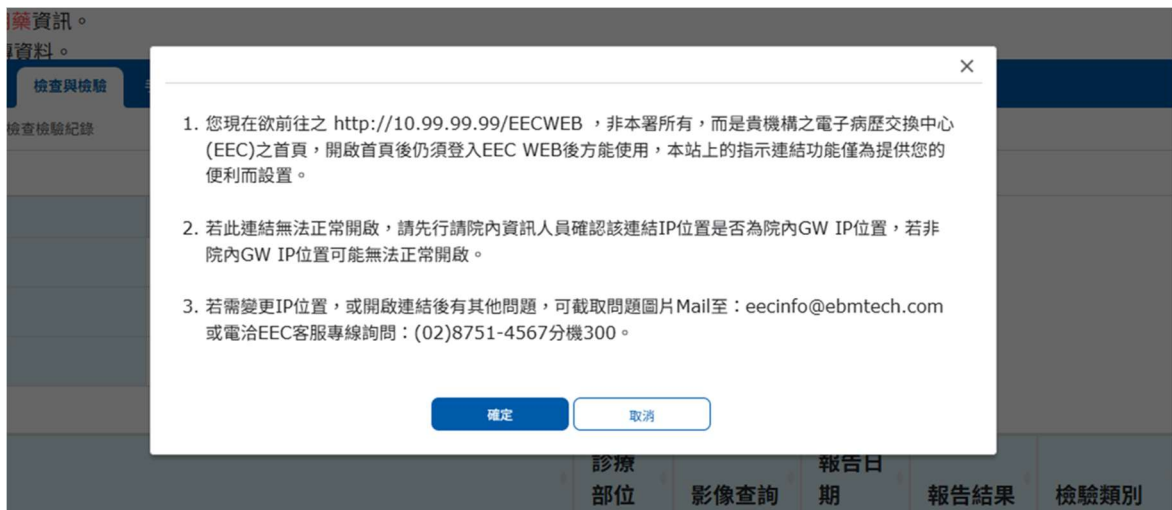 藥資訊。
資料。
檢查與檢驗
檢查檢驗紀錄
1. 您現在欲前往之 http://10.99.99.99/EECWEB ，非本署所有，而是貴機構之電子病歷交換中心
(EEC)之首頁，開啟首頁後仍須登入EEC WEB後方能使用，本站上的指示連結功能僅為提供您的
便利而設置。
2. 若此連結無法正常開啟，請先行請院內資訊人員確認該連結IP位置是否為院內GW IP位置，若非
院內GW IP位置可能無法正常開啟。
3. 若需變更IP位置，或開啟連結後有其他問題，可截取問題圖片Mail至：eecinfo@ebmtech.com
或電洽EEC客服專線詢問：(02)8751-4567分機300。
確定 取消
診療
部位
影像查詢
報告日
期
報告結果
檢驗類別